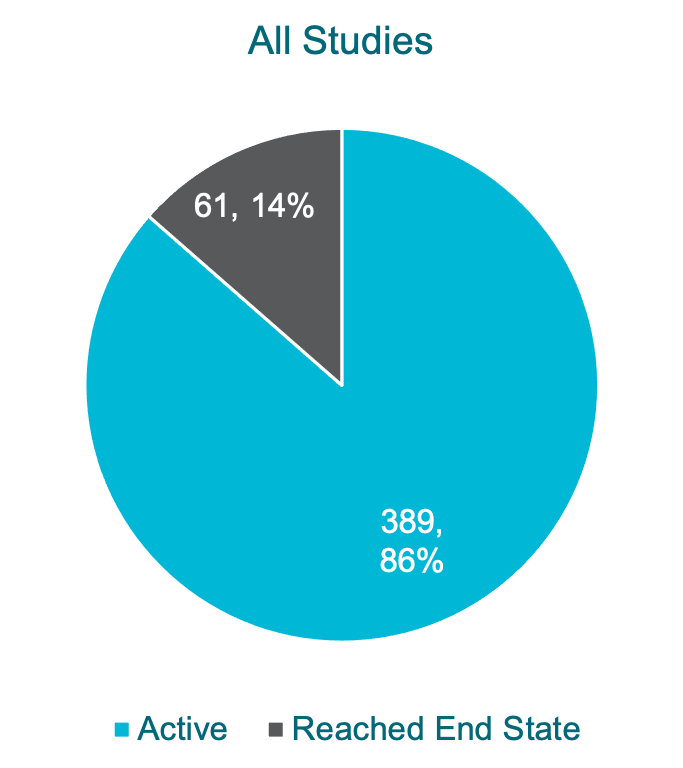 All Studies
61, 14%
389,
86%
Active
Reached End State